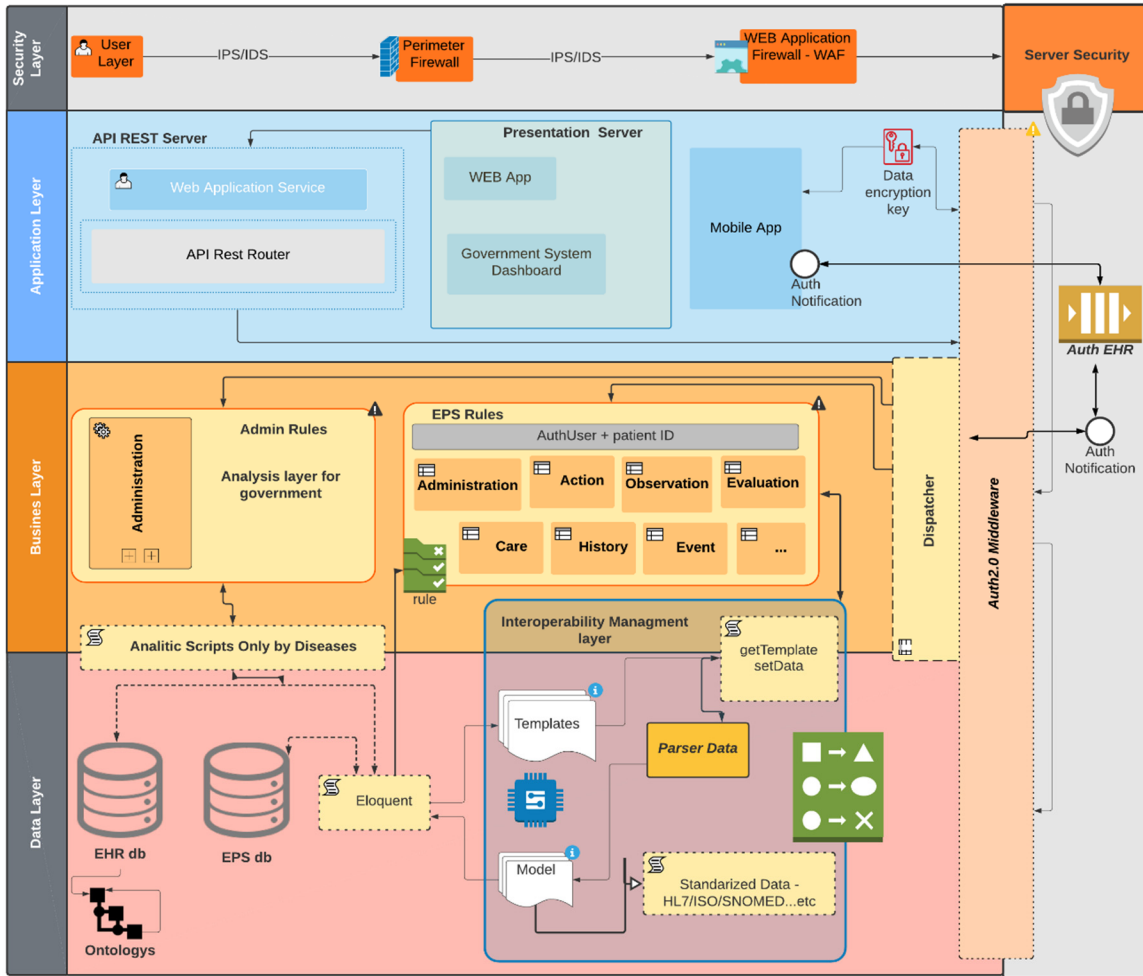 Security Layer
User
Layer
IPS/IDS
Perimeter
Firewall
IPS/IDS
WEB Application
Firewall - WAF
Server Security
Application Leyer
API REST Server
Web Application Service
API Rest Router
Presentation Server
WEB App
Government System
Dashboard
Mobile App
Data
encryption
key
Auth
Notification
Auth EHR
Auth
Notification
Busines Layer
Admin Rules
Administration
Analysis layer for
government
EPS Rules
AuthUser + patient ID
Administration
Action
Observation
Evaluation
Care
History
Event
...
rule
Dispatcher
Auth2.0 Middleware
Analitic Scripts Only by Diseases
Interoperability Managment
layer
getTemplate
setData
Data Layer
Templates
Parser Data
Eloquent
EHR db
EPS db
Model
Standarized Data -
HL7/ISO/SNOMED...etc
Ontologys